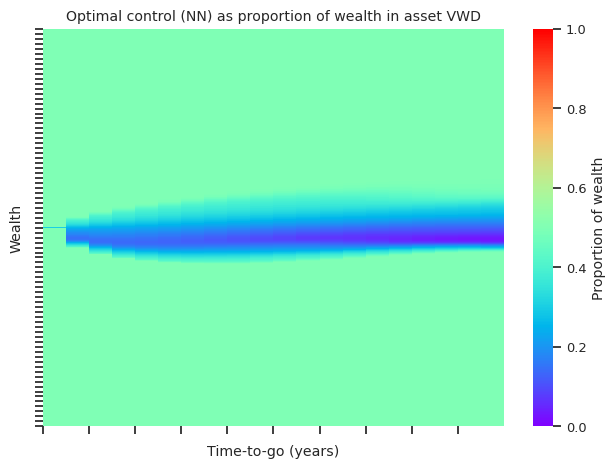 Optimal control (NN) as proportion of wealth in asset VWD
Wealth
Time-to-go (years)
1.0
0.8
0.6
0.4
0.2
0.0
Proportion of wealth